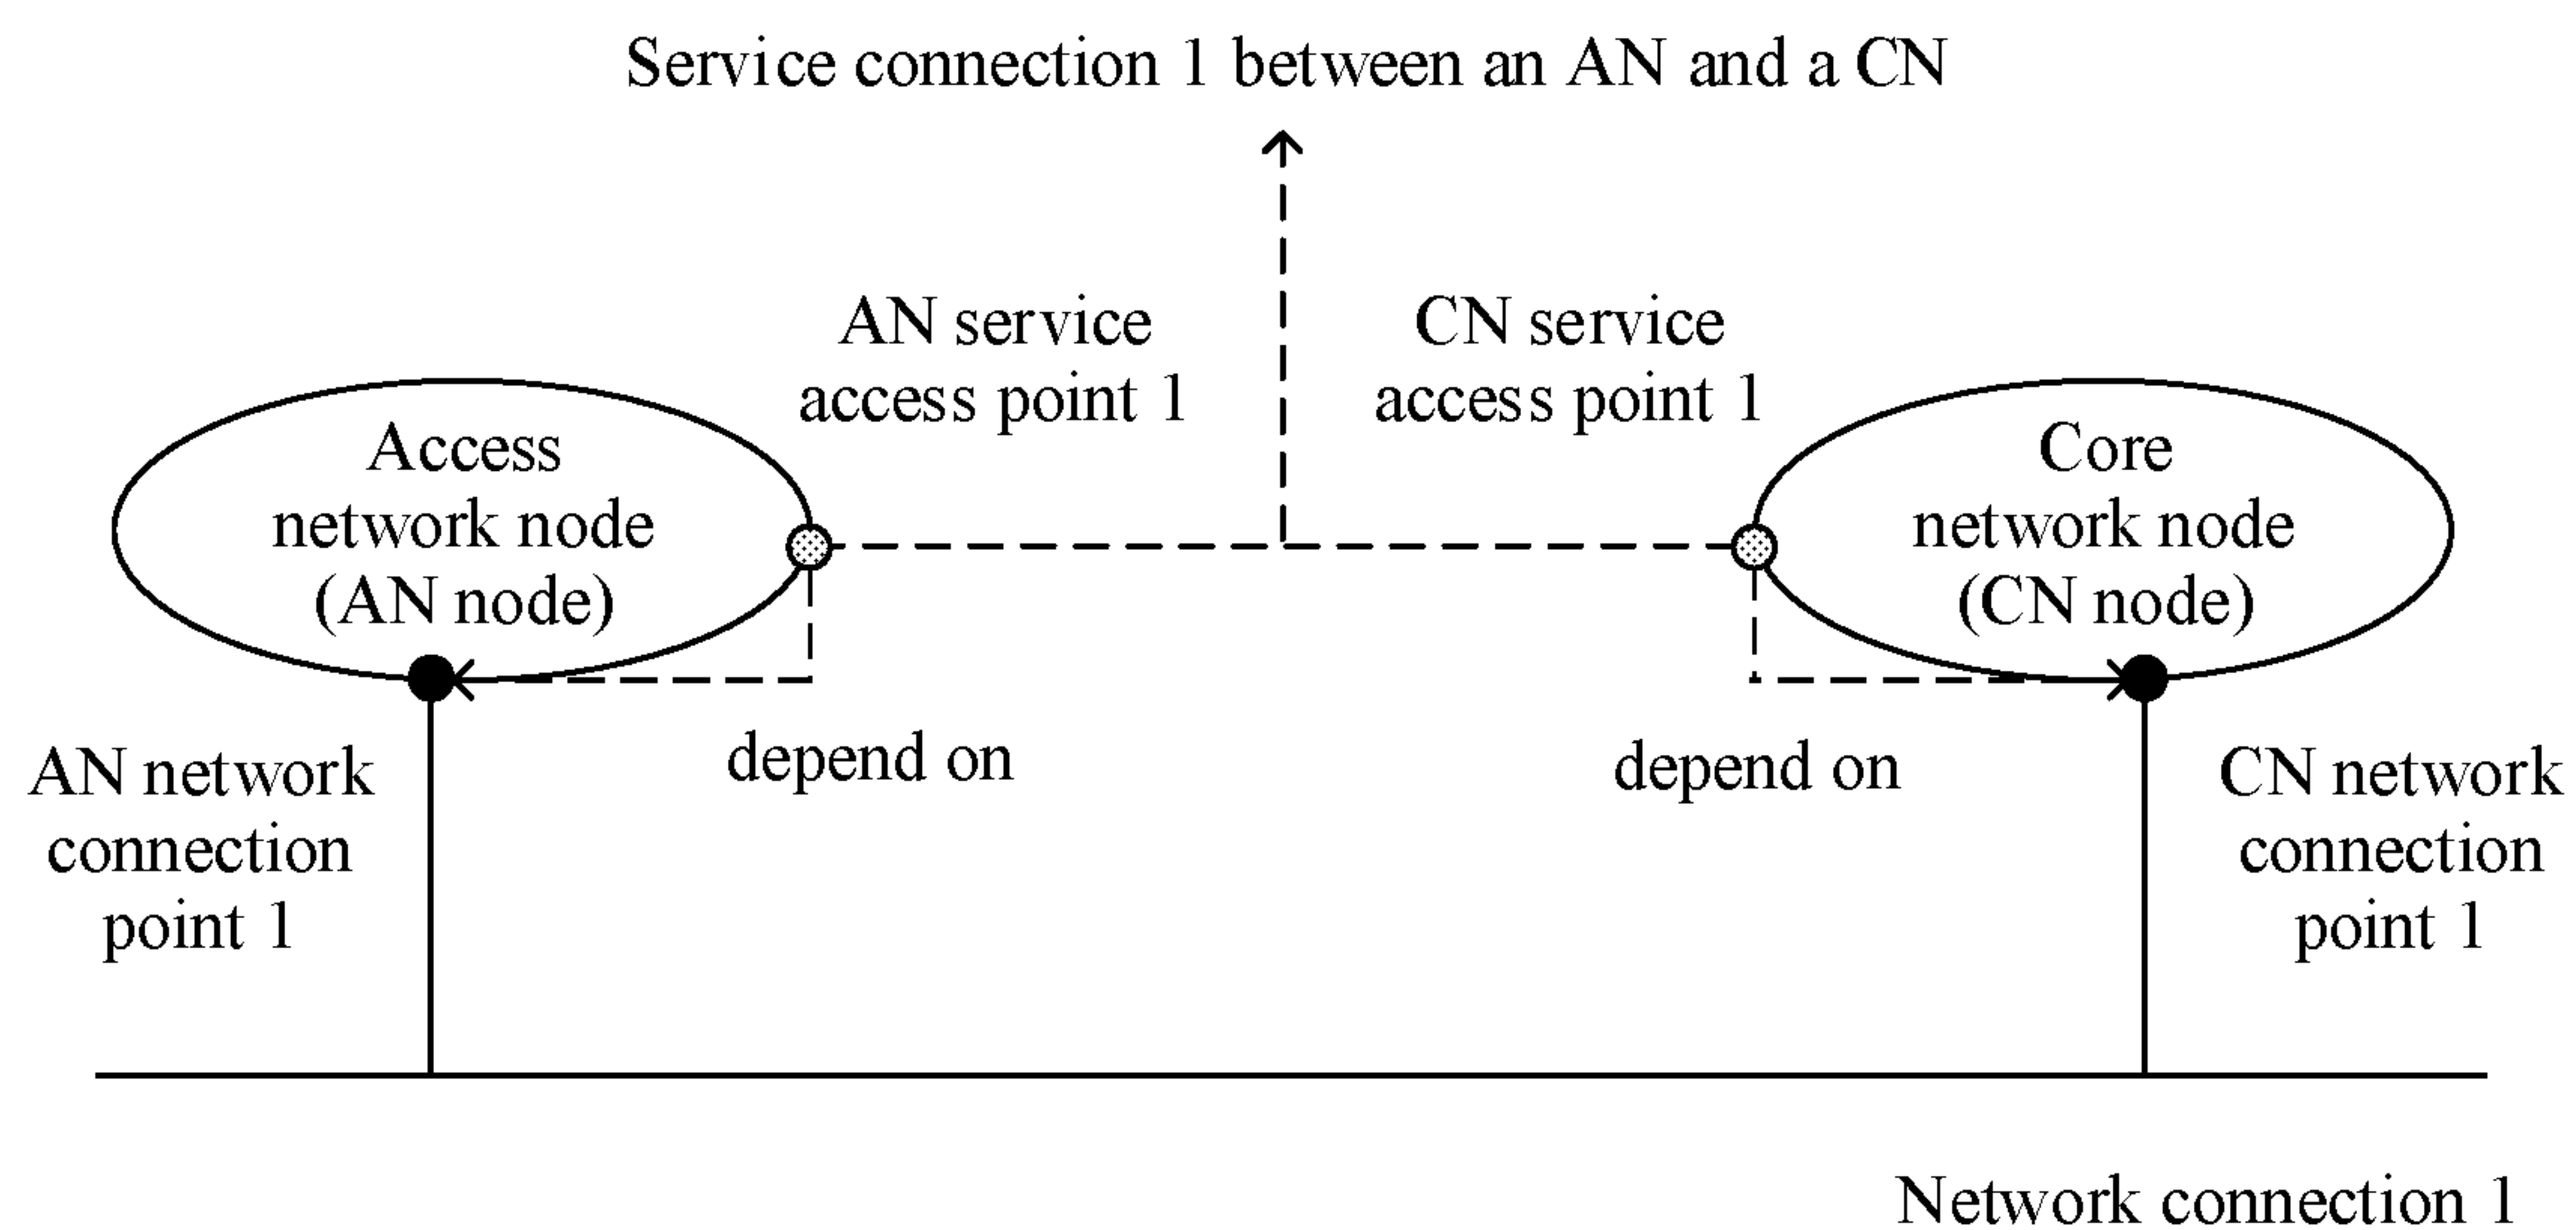 Service connection 1 between an AN and a CN
AN service
access point 1
CN service
access point 1
Access
network node
(AN node)
Core
network node
(CN node)
depend on
depend on
AN network
connection
point 1
CN network
connection
point 1
Network connection 1